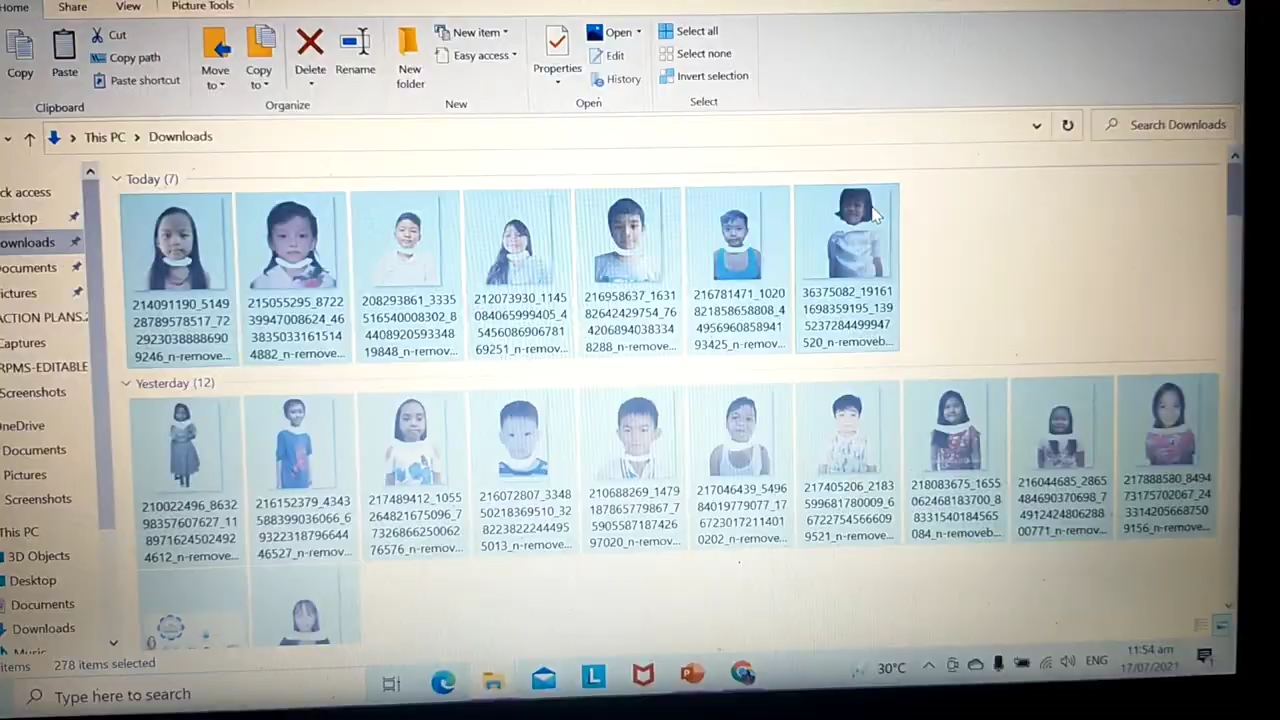 Home Share View Picture Tools
Copy
Paste
Cut
Copy path
Paste shortcut
Move to
Copy to
Delete
Rename
New folder
New item
Easy access
Properties
Open
Edit
History
Select all
Select none
Invert selection
Clipboard Organize New Open Select
This PC Downloads Search Downloads
Today (7)
214091190_5149
28789578517_72
2923038888690
9246_n-remove...
215055295_8722
39947008624_46
3835033161514
4882_n-remove...
208293861_3335
516540008302_8
4408920593348
19848_n-remov...
212073930_1145
084065999405_4
5456086906781
69251_n-remov...
216958637_1631
82642429754_76
4206894038334
8288_n-remove...
216781471_1020
821858658808_4
4956960858941
93425_n-remov...
36375082_19161
1698359195_139
5237284499947
520_n-removeb...
Yesterday (12)
210022496_8632
98357607627_11
8971624502492
4612_n-remove...
216152379_4343
588399036066_6
9322318796644
46527_n-remov...
217489412_1055
264821675096_7
7326866250062
76576_n-remov...
216072807_3348
50218369510_32
8223822244495
5013_n-remove...
210688269_1479
187865779867_7
5905587187426
97020_n-remov...
217046439_5496
84019779077_17
6723017211401
0202_n-remove...
217405206_2183
599681780009_6
6722754566609
9521_n-remove...
218083675_1655
062468183700_8
8331540184565
084_n-removeb...
216044685_2865
484690370698_7
4912424806288
00771_n-remov...
217888580_8494
73175702067_24
3314205668750
9156_n-remove...
ck access
esktop
ownloads
ocuments
ictures
ACTION PLANS.2
Captures
RPMS-EDITABLE
Screenshots
neDrive
Documents
Pictures
Screenshots
This PC
3D Objects
Desktop
Documents
Downloads
Music
items 278 items selected
Type here to search
30°C
ENG
11:54 am
17/07/2021